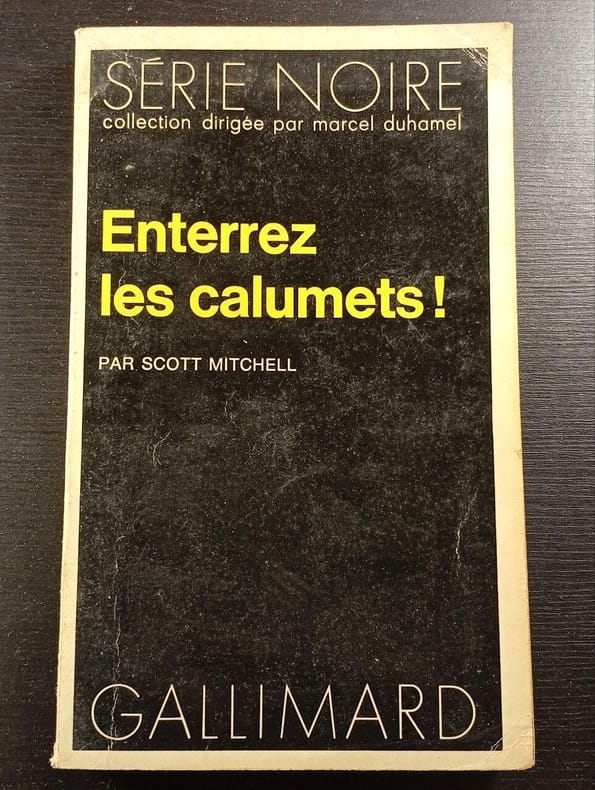 SÉRIE NOIRE
collection dirigée par marcel duhamel
Enterrez
les calumets !
PAR SCOTT MITCHELL
GALLIMARD